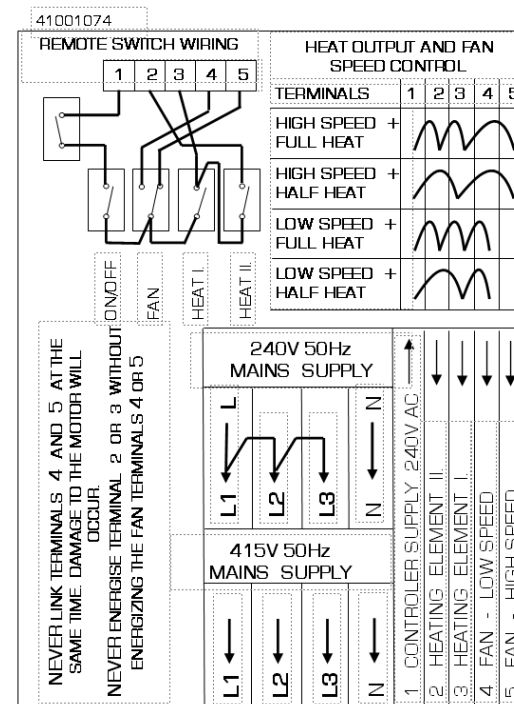 41001074
REMOTE SWITCH WIRING
1 2 3 4 5
ON/OFF
FAN
HEAT I.
HEAT II.
HEAT OUTPUT AND FAN
SPEED CONTROL
TERMINALS 1 2 3 4 5
HIGH SPEED +
FULL HEAT
HIGH SPEED +
HALF HEAT
LOW SPEED +
FULL HEAT
LOW SPEED +
HALF HEAT
NEVER LINK TERMINALS 4 AND 5 AT THE
SAME TIME. DAMAGE TO THE MOTOR WILL
OCCUR.
NEVER ENERGISE TERMINAL 2 OR 3 WITHOUT
ENERGIZING THE FAN TERMINALS 4 OR 5
240V 50Hz
MAINS SUPPLY
L N
L1 L2 L3 N
415V 50Hz
MAINS SUPPLY
L1 L2 L3 N
1 CONTROLER SUPPLY 240V AC
2 HEATING ELEMENT II.
3 HEATING ELEMENT I.
4 FAN - LOW SPEED
5 FAN - HIGH SPEED